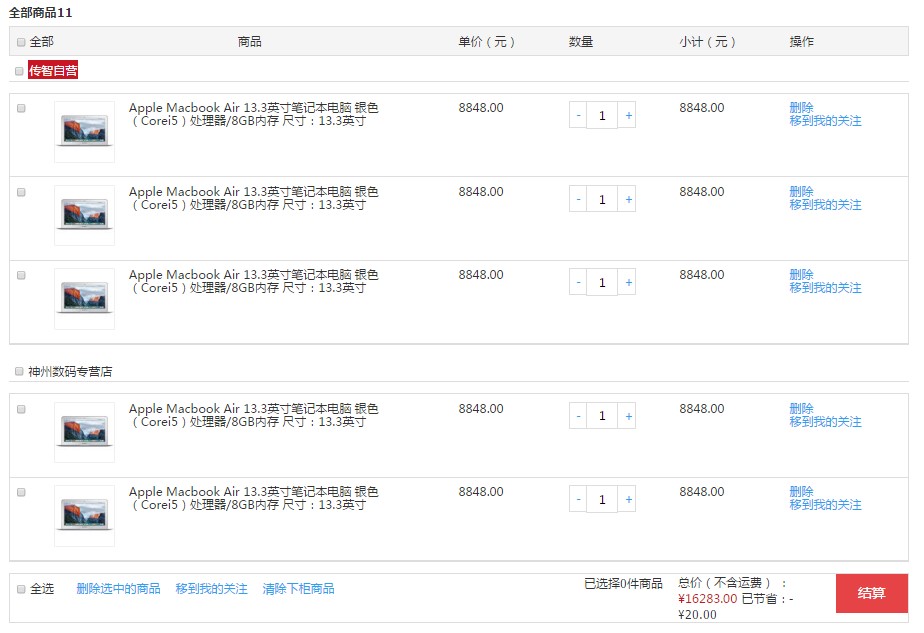 全部商品11
全部 商品 单价（元） 数量 小计（元） 操作
传智自营
Apple Macbook Air 13.3英寸笔记本电脑 银色 8848.00 - 1 + 8848.00 删除
（Corei5）处理器/8GB内存 尺寸：13.3英寸 移到我的关注
Apple Macbook Air 13.3英寸笔记本电脑 银色 8848.00 - 1 + 8848.00 删除
（Corei5）处理器/8GB内存 尺寸：13.3英寸 移到我的关注
Apple Macbook Air 13.3英寸笔记本电脑 银色 8848.00 - 1 + 8848.00 删除
（Corei5）处理器/8GB内存 尺寸：13.3英寸 移到我的关注
神州数码专营店
Apple Macbook Air 13.3英寸笔记本电脑 银色 8848.00 - 1 + 8848.00 删除
（Corei5）处理器/8GB内存 尺寸：13.3英寸 移到我的关注
Apple Macbook Air 13.3英寸笔记本电脑 银色 8848.00 - 1 + 8848.00 删除
（Corei5）处理器/8GB内存 尺寸：13.3英寸 移到我的关注
全选 删除选中的商品 移到我的关注 清除下柜商品 已选择0件商品 总价（不含运费）：
¥16283.00 已节省：-
¥20.00
结算